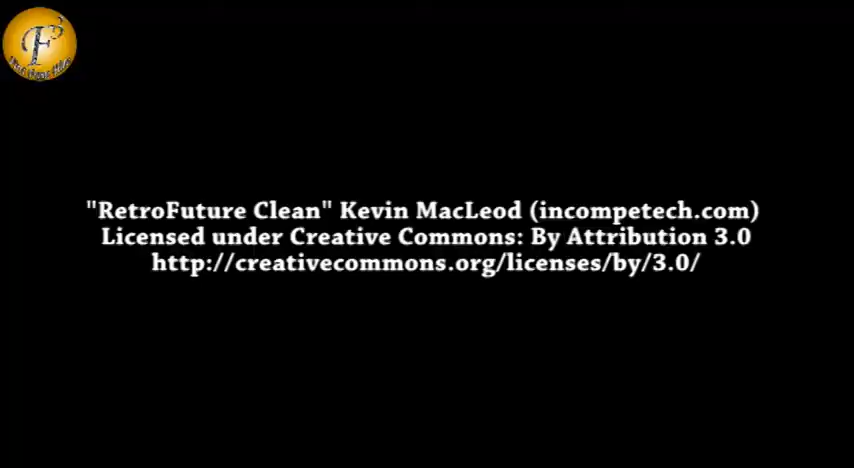 F
"RetroFuture Clean" Kevin MacLeod (incompetech.com)
Licensed under Creative Commons: By Attribution 3.0
http://creativecommons.org/licenses/by/3.0/